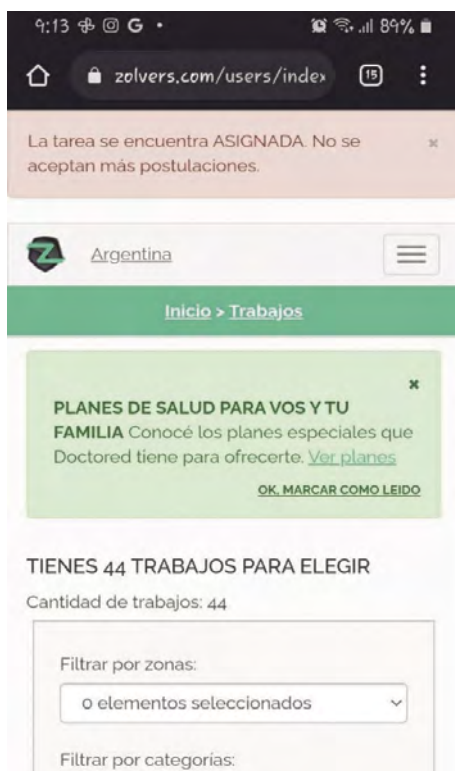 9:13 G • 89%
zolvers.com/users/index 15
La tarea se encuentra ASIGNADA. No se
aceptan más postulaciones.
×
Z Argentina
Inicio > Trabajos
×
PLANES DE SALUD PARA VOS Y TU
FAMILIA Conocé los planes especiales que
Doctored tiene para ofrecerte. Ver planes
OK, MARCAR COMO LEIDO
TIENES 44 TRABAJOS PARA ELEGIR
Cantidad de trabajos: 44
Filtrar por zonas:
0 elementos seleccionados
Filtrar por categorías: